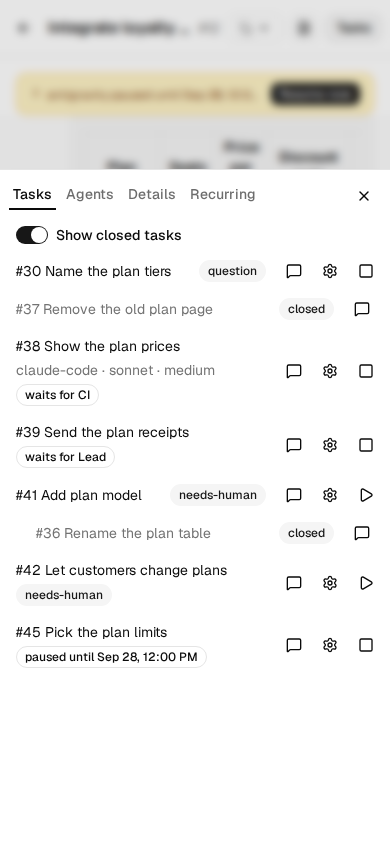 Tasks
Tasks Agents Details Recurring
Show closed tasks
#30 Name the plan tiers question
#37 Remove the old plan page closed
#38 Show the plan prices
claude-code · sonnet · medium
waits for CI
#39 Send the plan receipts
waits for Lead
#41 Add plan model needs-human
#36 Rename the plan table closed
#42 Let customers change plans
needs-human
#45 Pick the plan limits
paused until Sep 28, 12:00 PM